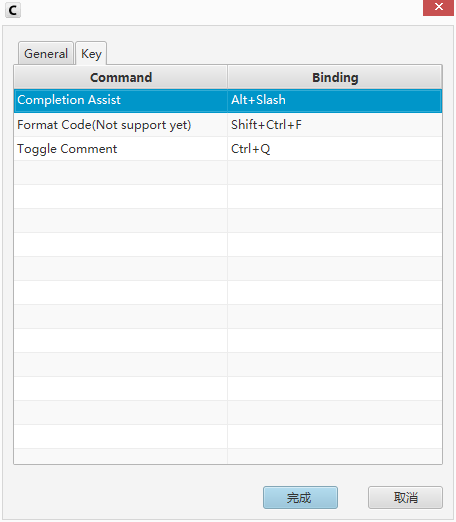 C
General Key
Command Binding
Completion Assist Alt+Slash
Format Code(Not support yet) Shift+Ctrl+F
Toggle Comment Ctrl+Q
完成 取消